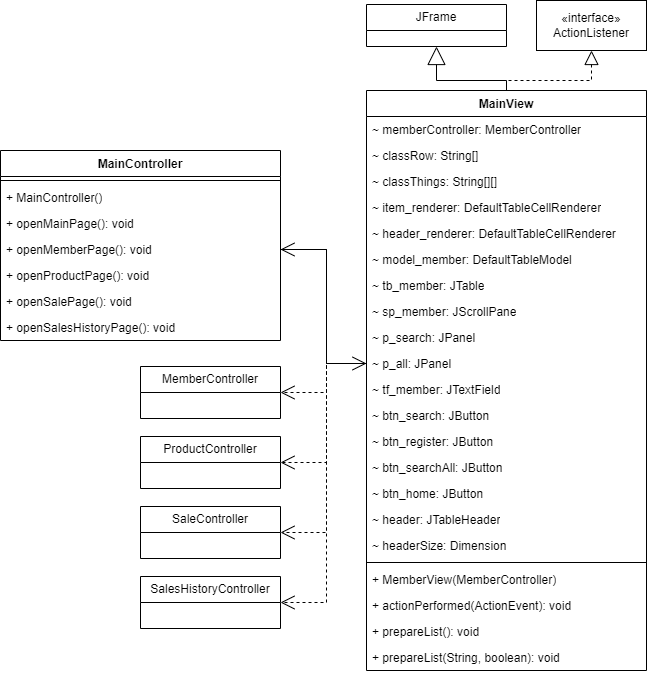 JFrame
«interface»
ActionListener
MainView
~ memberController: MemberController
~ classRow: String[]
~ classThings: String[][]
~ item_renderer: DefaultTableCellRenderer
~ header_renderer: DefaultTableCellRenderer
~ model_member: DefaultTableModel
~ tb_member: JTable
~ sp_member: JScrollPane
~ p_search: JPanel
~ p_all: JPanel
~ tf_member: JTextField
~ btn_search: JButton
~ btn_register: JButton
~ btn_searchAll: JButton
~ btn_home: JButton
~ header: JTableHeader
~ headerSize: Dimension
+ MemberView(MemberController)
+ actionPerformed(ActionEvent): void
+ prepareList(): void
+ prepareList(String, boolean): void
MainController
+ MainController()
+ openMainPage(): void
+ openMemberPage(): void
+ openProductPage(): void
+ openSalePage(): void
+ openSalesHistoryPage(): void
MemberController
ProductController
SaleController
SalesHistoryController